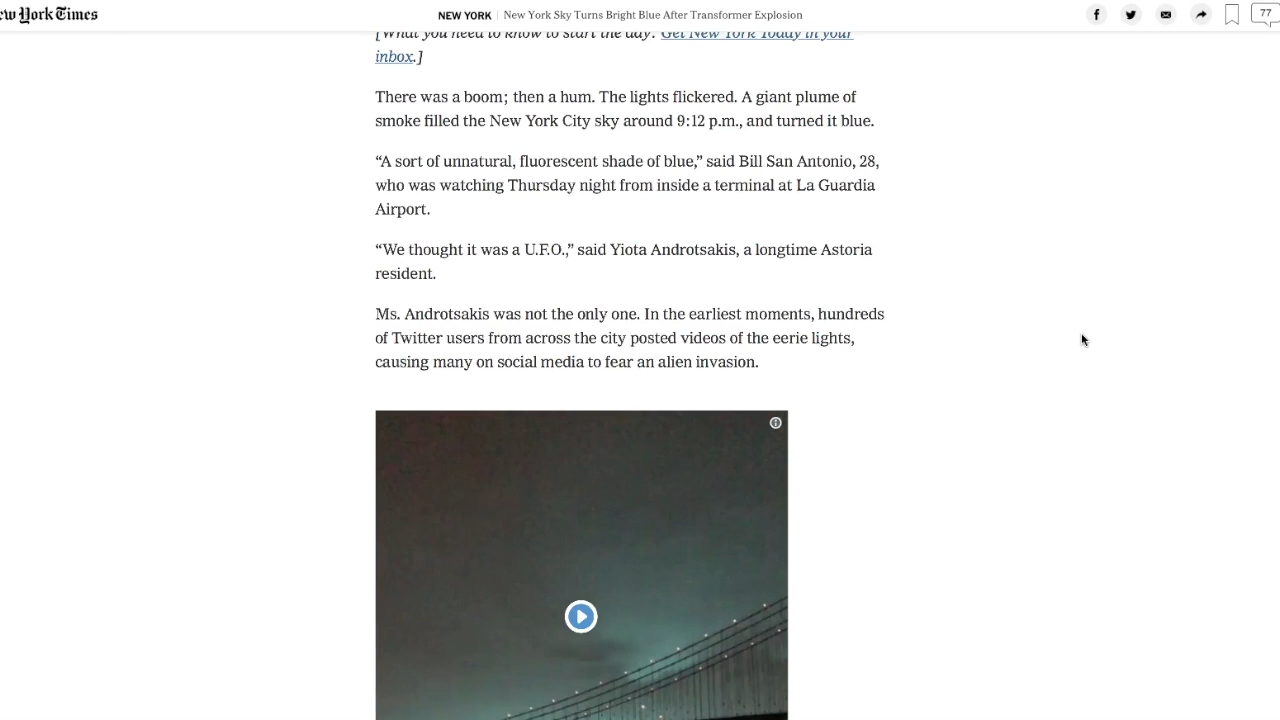 ew York Times
NEW YORK | New York Sky Turns Bright Blue After Transformer Explosion
77
[What you need to know to start the day: Get New York Today in your
inbox.]
There was a boom; then a hum. The lights flickered. A giant plume of
smoke filled the New York City sky around 9:12 p.m., and turned it blue.
“A sort of unnatural, fluorescent shade of blue,” said Bill San Antonio, 28,
who was watching Thursday night from inside a terminal at La Guardia
Airport.
“We thought it was a U.F.O.,” said Yiota Androtsakis, a longtime Astoria
resident.
Ms. Androtsakis was not the only one. In the earliest moments, hundreds
of Twitter users from across the city posted videos of the eerie lights,
causing many on social media to fear an alien invasion.